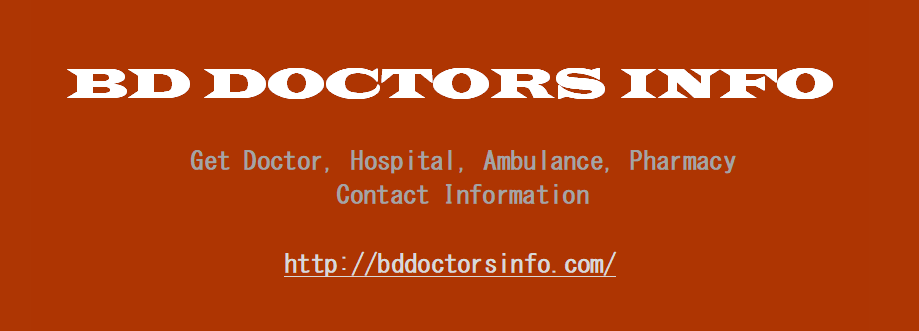 BD DOCTORS INFO
Get Doctor, Hospital, Ambulance, Pharmacy
Contact Information
http://bddoctorsinfo.com/